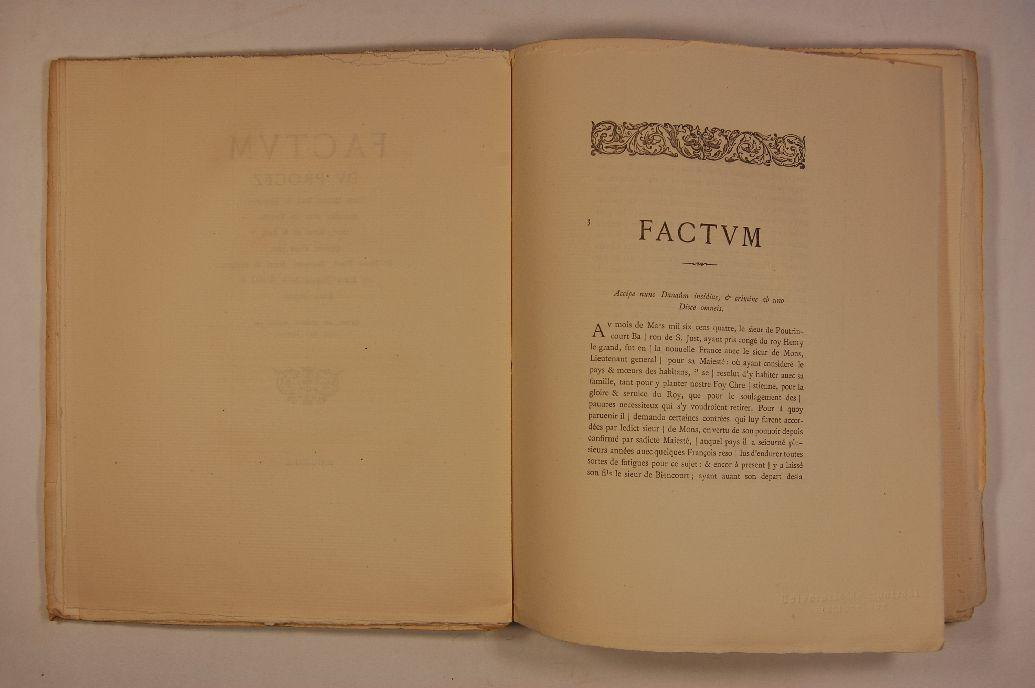 3
FACTVM
Accipe nunc Danaûm insidias, & crimine ab uno
Disce omneis.
AV mois de Mars mil six cens quatre, le sieur de Poutrin-
court Ba | ron de S. Just, ayant pris congé du roy Henry
le grand, fut en | la nouuelle France auec le sieur de Mons,
Lieutenant general | pour sa Maiesté: où ayant consideré le
pays & mœurs des habitans, il se | resolut d'y habiter auec sa
famille, tant pour y planter nostre Foy Chre | stienne, pour la
gloire & seruice du Roy, que pour le soulagement des |
pauures necessiteux qui s'y voudroient retirer. Pour à quoy
paruenir il | demanda certaines contrées qui luy furent accor-
dées par ledict sieur | de Mons, en vertu de son pouuoir depuis
confirmé par sadicte Maiesté, | auquel pays il a seiourné plu-
sieurs années auec quelques François reso | lus d'endurer toutes
sortes de fatigues pour ce sujet: & encor à present | y a laissé
son fils le sieur de Biencourt; ayant auant son depart desia